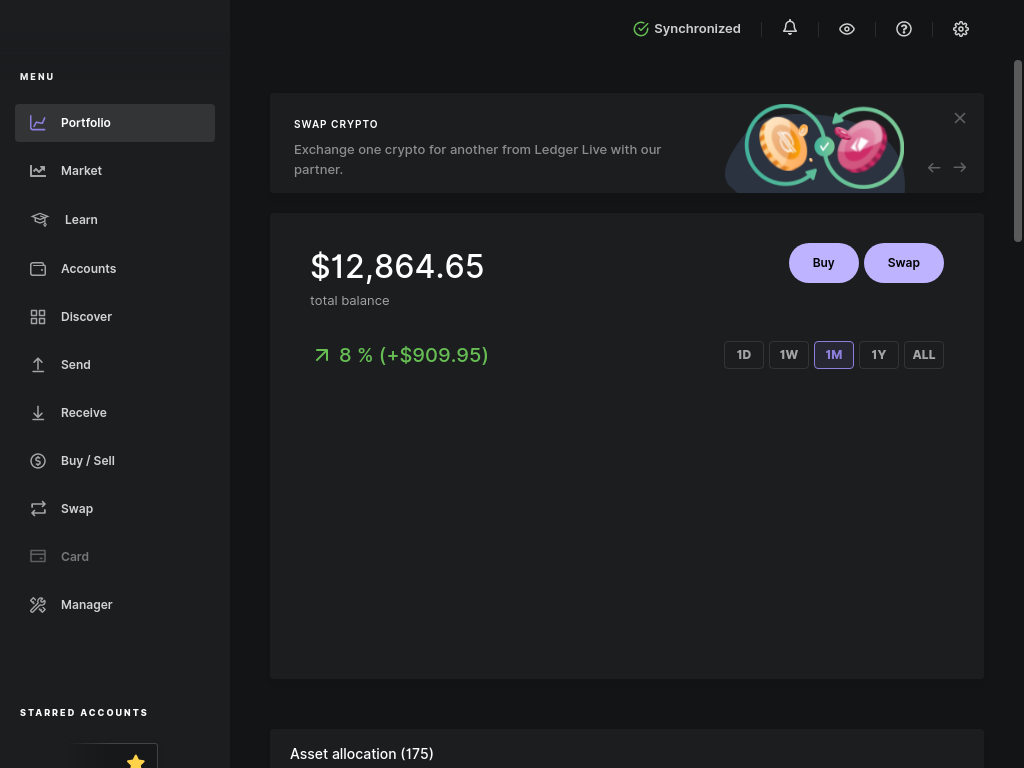 Synchronized
MENU
Portfolio
Market
Learn
Accounts
Discover
Send
Receive
Buy / Sell
Swap
Card
Manager
STARRED ACCOUNTS
SWAP CRYPTO
Exchange one crypto for another from Ledger Live with our
partner.
$12,864.65
total balance
Buy
Swap
8 % (+$909.95)
1D
1W
1M
1Y
ALL
Asset allocation (175)